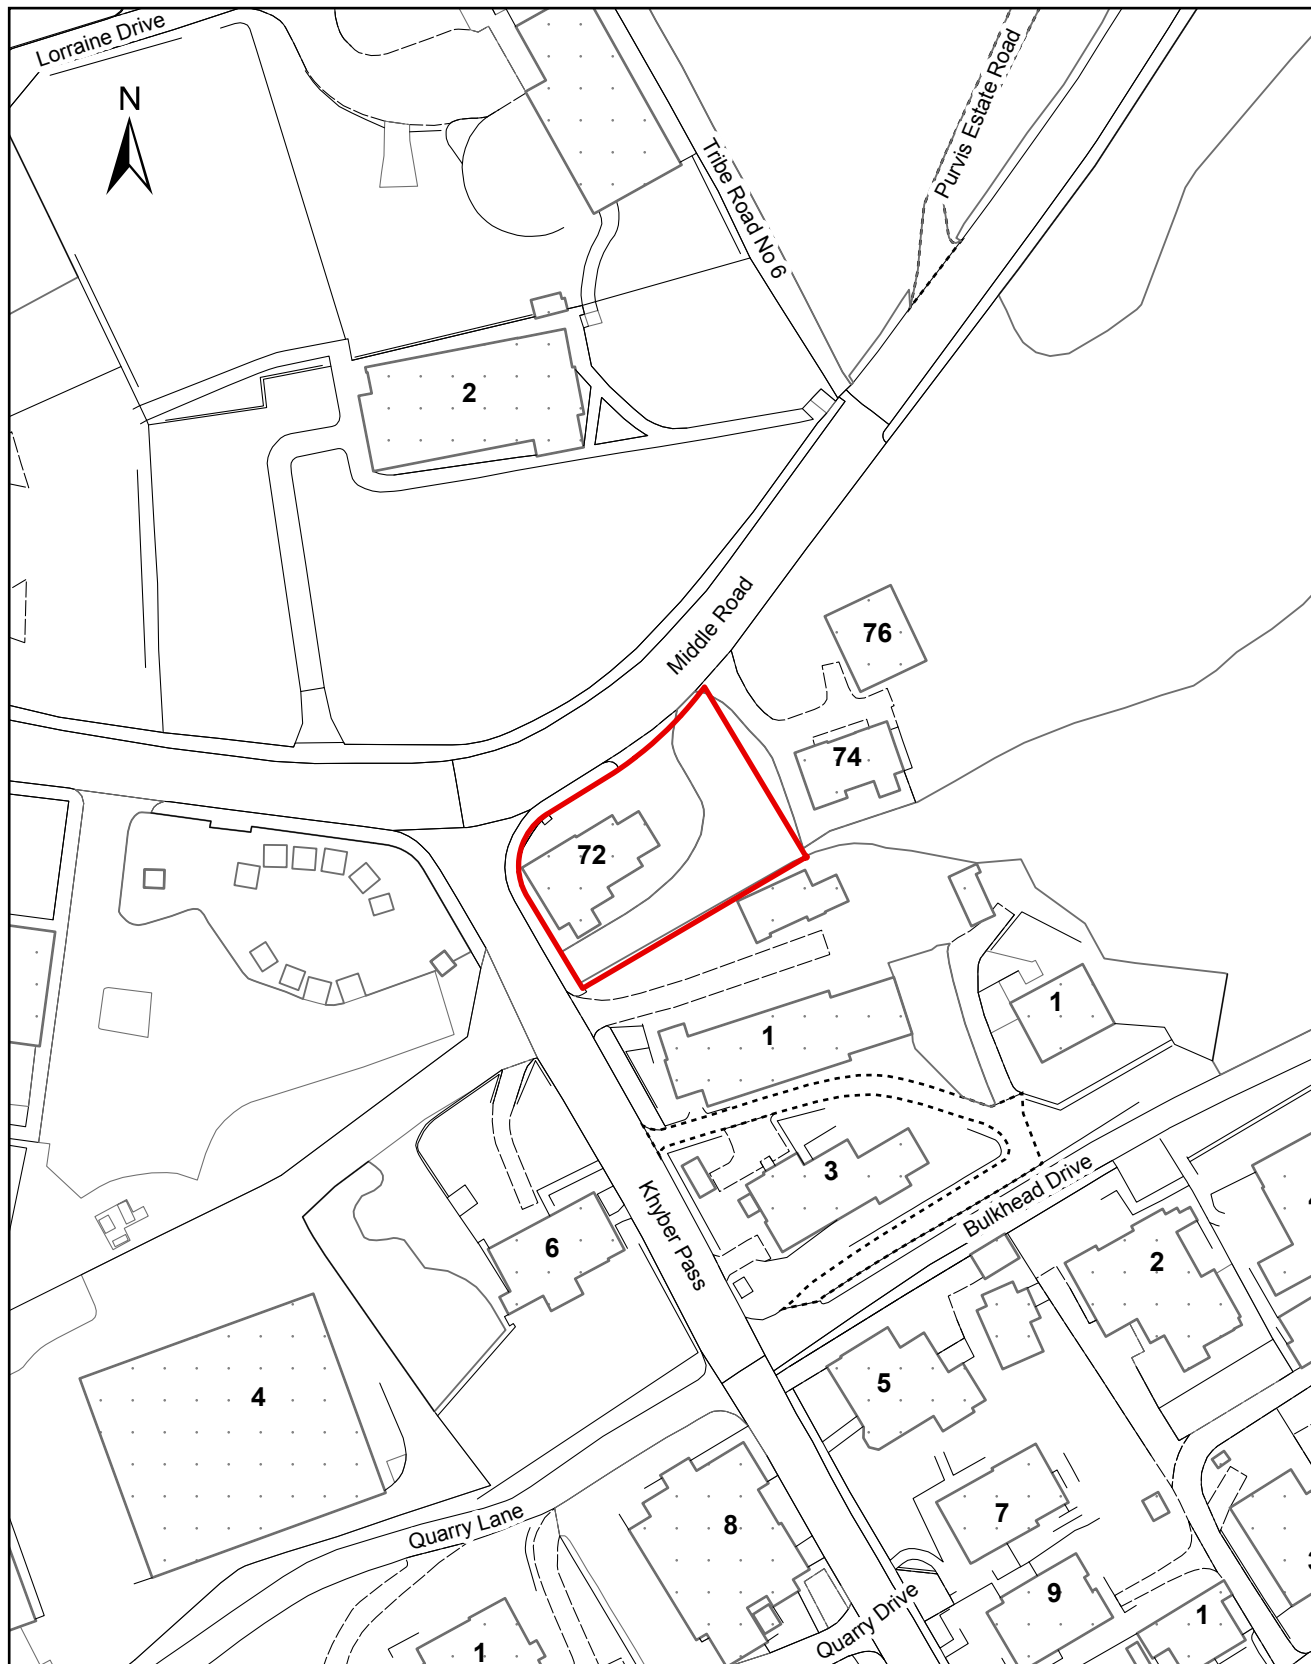 Lorraine Drive
N
Purvis Estate Road
Tribe Road No 6
2
Middle Road
76
74
72
1
1
3
Bulkhead Drive
Khyber Pass
6
2
4
5
Quarry Lane
7
8
9
Quarry Drive
1
1